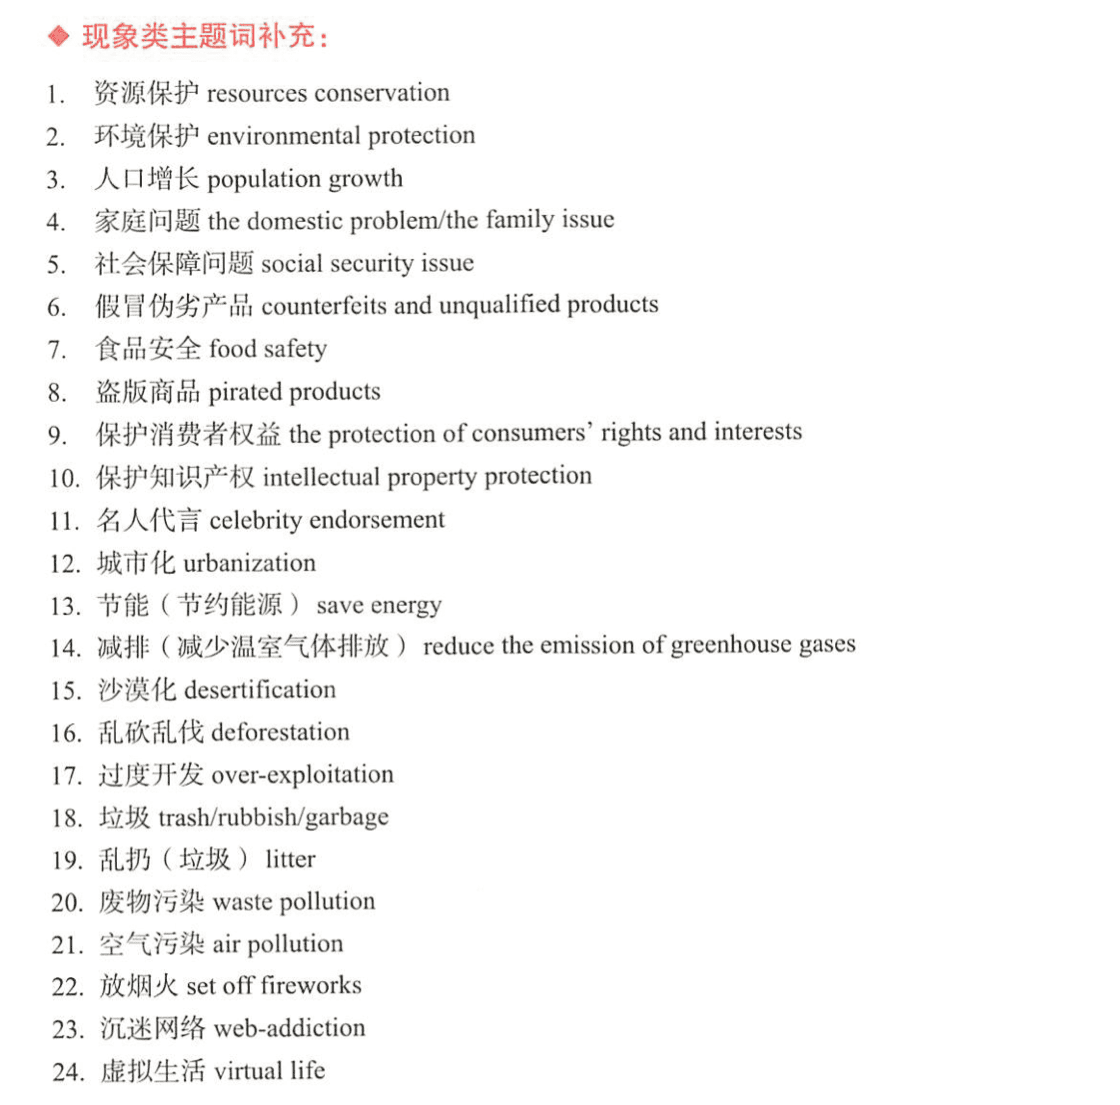 ◆ 现象类主题词补充：
1. 资源保护 resources conservation
2. 环境保护 environmental protection
3. 人口增长 population growth
4. 家庭问题 the domestic problem/the family issue
5. 社会保障问题 social security issue
6. 假冒伪劣产品 counterfeits and unqualified products
7. 食品安全 food safety
8. 盗版商品 pirated products
9. 保护消费者权益 the protection of consumers’ rights and interests
10. 保护知识产权 intellectual property protection
11. 名人代言 celebrity endorsement
12. 城市化 urbanization
13. 节能（节约能源） save energy
14. 减排（减少温室气体排放） reduce the emission of greenhouse gases
15. 沙漠化 desertification
16. 乱砍乱伐 deforestation
17. 过度开发 over-exploitation
18. 垃圾 trash/rubbish/garbage
19. 乱扔（垃圾） litter
20. 废物污染 waste pollution
21. 空气污染 air pollution
22. 放烟火 set off fireworks
23. 沉迷网络 web-addiction
24. 虚拟生活 virtual life